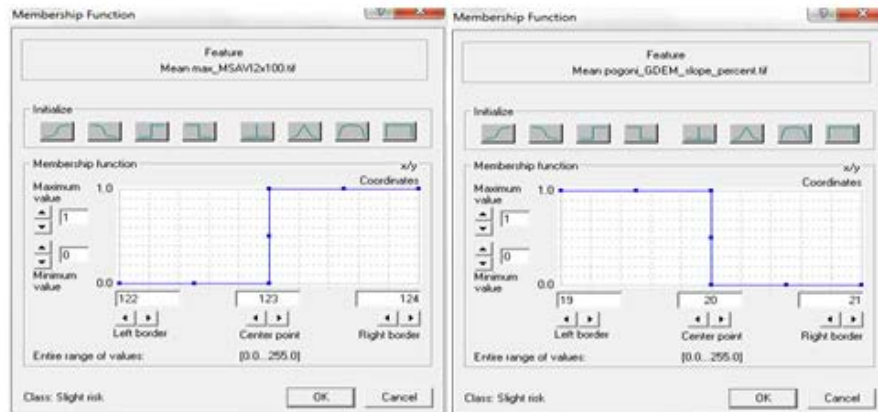 Membership Function
Feature
Mean max_MSAVI2x100.tif
Initialize
Membership function
x/y
Coordinates
Maximum
value
1.0
1
0
Minimum
value
0.0
122
123
124
Left border
Center point
Right border
Entire range of values:
[0.0...255.0]
Class: Slight risk
OK
Cancel
Membership Function
Feature
Mean pogoni_GDEM_slope_percent.tif
Initialize
Membership function
x/y
Coordinates
Maximum
value
1.0
1
0
Minimum
value
0.0
19
20
21
Left border
Center point
Right border
Entire range of values:
[0.0...255.0]
Class: Slight risk
OK
Cancel